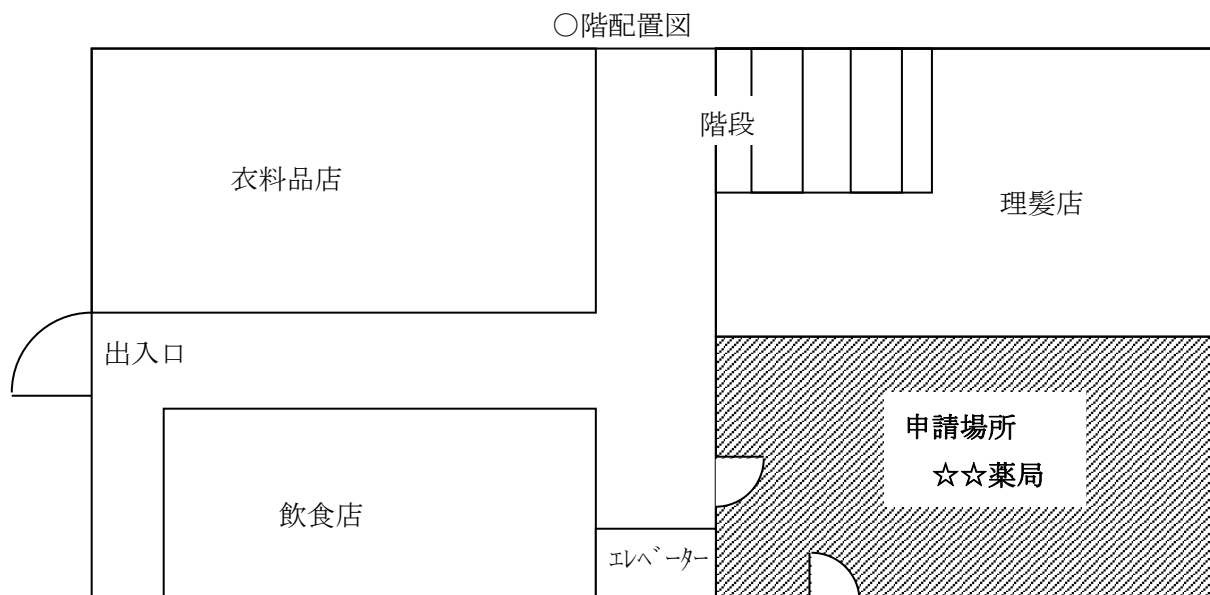 ○階配置図
階段
衣料品店
理髪店
出入口
申請場所
☆☆薬局
飲食店
ｴﾚﾍﾞｰﾀｰ